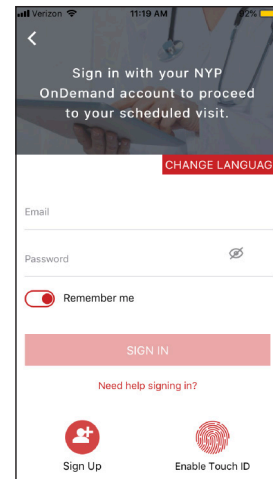 Verizon 11:19 AM 92%
Sign in with your NYP
OnDemand account to proceed
to your scheduled visit.
CHANGE LANGUAG
Email
Password
Remember me
SIGN IN
Need help signing in?
Sign Up Enable Touch ID